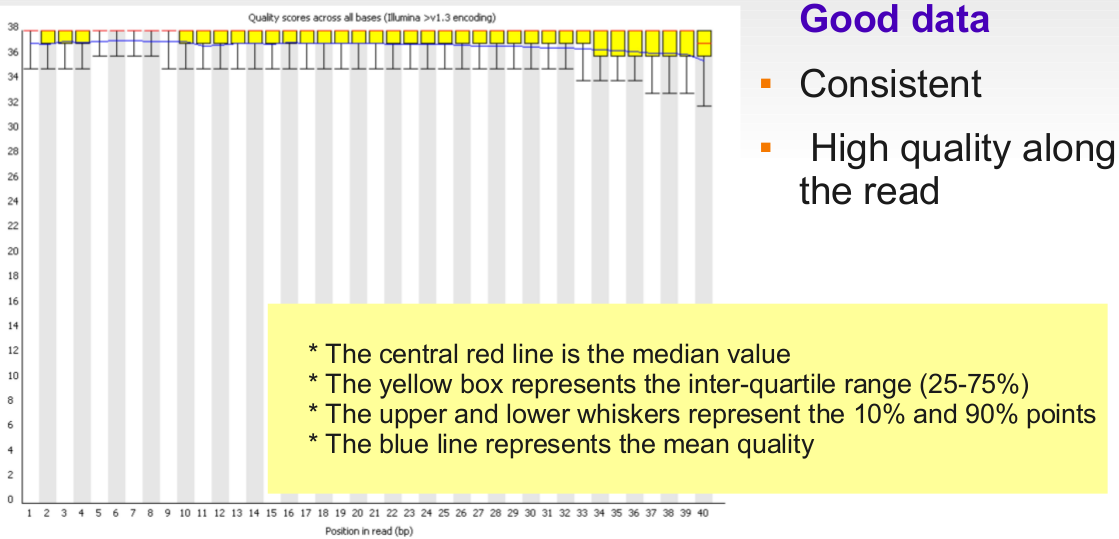 Quality scores across all bases (Illumina >v1.3 encoding)
38
36
34
32
30
28
26
24
22
20
18
16
14
12
10
8
6
4
2
0
1 2 3 4 5 6 7 8 9 10 11 12 13 14 15 16 17 18 19 20 21 22 23 24 25 26 27 28 29 30 31 32 33 34 35 36 37 38 39 40
Position in read (bp)
Good data
▪ Consistent
▪ High quality along
the read
* The central red line is the median value
* The yellow box represents the inter-quartile range (25-75%)
* The upper and lower whiskers represent the 10% and 90% points
* The blue line represents the mean quality